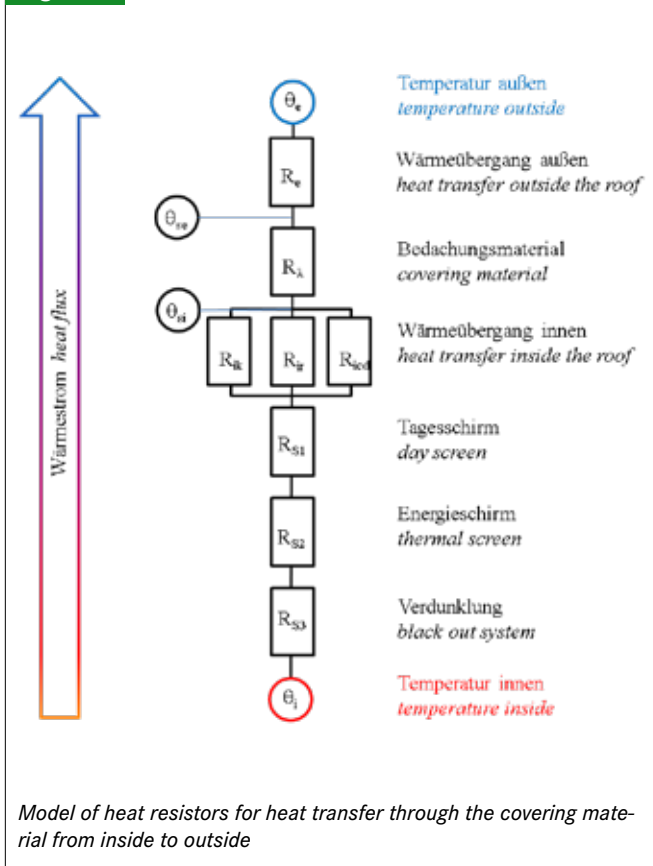 Temperatur außen
temperature outside
θe
Wärmeübergang außen
heat transfer outside the roof
Re
θse
Bedachungsmaterial
covering material
Rλ
θsi
Wärmeübergang innen
heat transfer inside the roof
Rik
Rir
Ricd
Tagesschirm
day screen
RS1
Energieschirm
thermal screen
RS2
Verdunklung
black out system
RS3
Temperatur innen
temperature inside
θi
Wärmestrom heat flux
Model of heat resistors for heat transfer through the covering mate-
rial from inside to outside